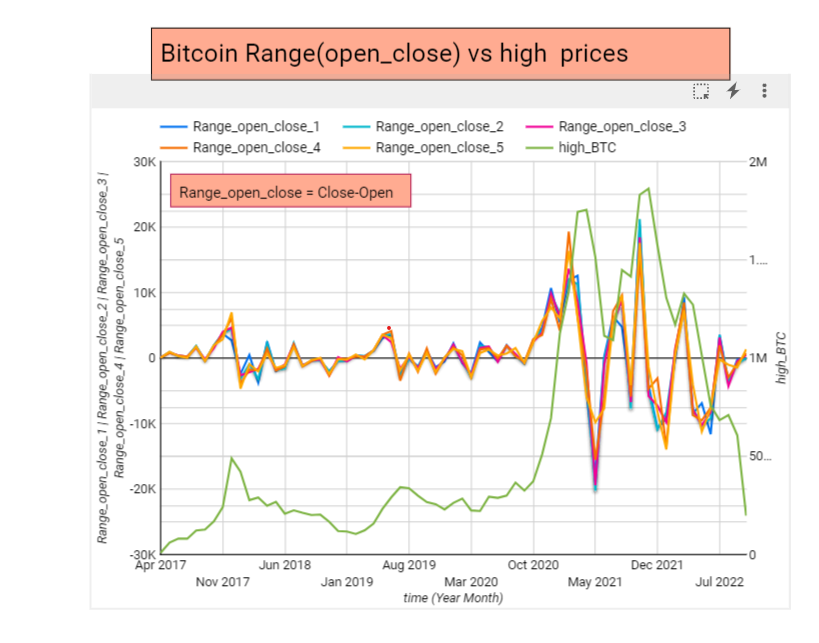 Bitcoin Range(open_close) vs high prices
Range_open_close_1
Range_open_close_2
Range_open_close_3
Range_open_close_4
Range_open_close_5
high_BTC
Range_open_close_1 | Range_open_close_2 | Range_open_close_3 |
Range_open_close_4 | Range_open_close_5
30K
20K
10K
0
-10K
-20K
-30K
Range_open_close = Close-Open
2M
1....
1M
50...
0
high_BTC
Apr 2017
Nov 2017
Jun 2018
Jan 2019
Aug 2019
Mar 2020
Oct 2020
May 2021
Dec 2021
Jul 2022
time (Year Month)